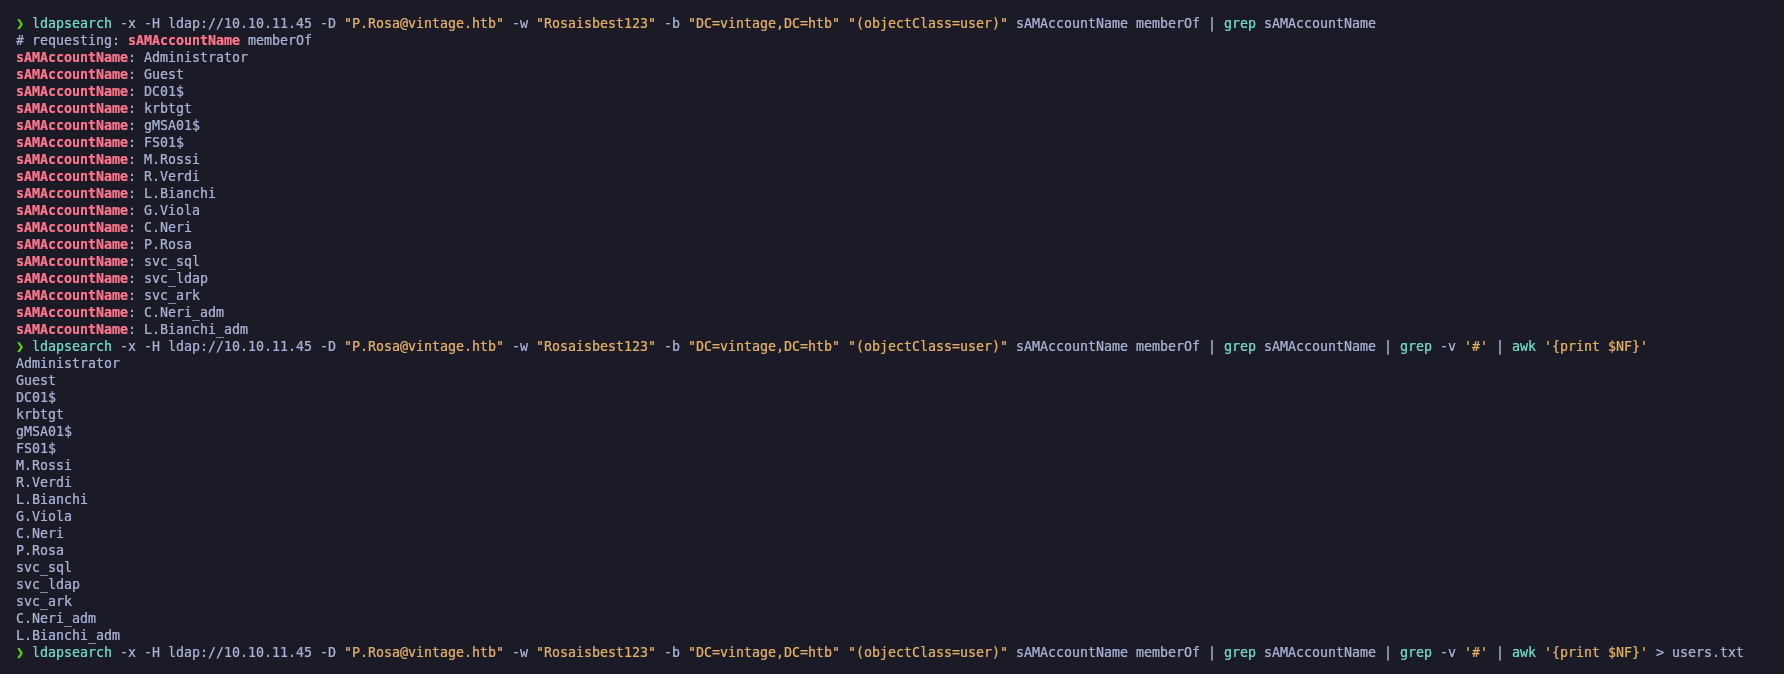 ❯ ldapsearch -x -H ldap://10.10.11.45 -D "P.Rosa@vintage.htb" -w "Rosaisbest123" -b "DC=vintage,DC=htb" "(objectClass=user)" sAMAccountName memberOf | grep sAMAccountName
# requesting: sAMAccountName memberOf
sAMAccountName: Administrator
sAMAccountName: Guest
sAMAccountName: DC01$
sAMAccountName: krbtgt
sAMAccountName: gMSA01$
sAMAccountName: FS01$
sAMAccountName: M.Rossi
sAMAccountName: R.Verdi
sAMAccountName: L.Bianchi
sAMAccountName: G.Viola
sAMAccountName: C.Neri
sAMAccountName: P.Rosa
sAMAccountName: svc_sql
sAMAccountName: svc_ldap
sAMAccountName: svc_ark
sAMAccountName: C.Neri_adm
sAMAccountName: L.Bianchi_adm
❯ ldapsearch -x -H ldap://10.10.11.45 -D "P.Rosa@vintage.htb" -w "Rosaisbest123" -b "DC=vintage,DC=htb" "(objectClass=user)" sAMAccountName memberOf | grep sAMAccountName | grep -v '#' | awk '{print $NF}'
Administrator
Guest
DC01$
krbtgt
gMSA01$
FS01$
M.Rossi
R.Verdi
L.Bianchi
G.Viola
C.Neri
P.Rosa
svc_sql
svc_ldap
svc_ark
C.Neri_adm
L.Bianchi_adm
❯ ldapsearch -x -H ldap://10.10.11.45 -D "P.Rosa@vintage.htb" -w "Rosaisbest123" -b "DC=vintage,DC=htb" "(objectClass=user)" sAMAccountName memberOf | grep sAMAccountName | grep -v '#' | awk '{print $NF}' > users.txt